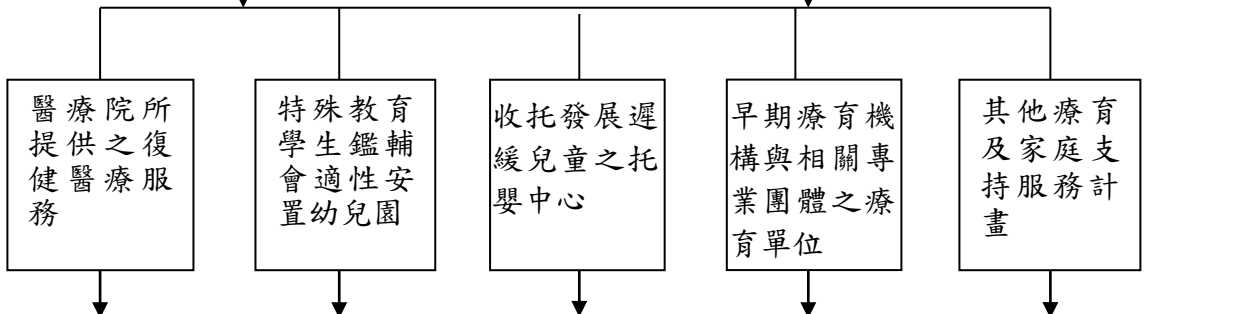 醫療院所
提供之復
健醫療服
務
特殊教育
學生鑑輔
會適性安
置幼兒園
收托發展遲
緩兒童之托
嬰中心
早期療育機
構與相關專
業團體之療
育單位
其他療育
及家庭支
持服務計
畫